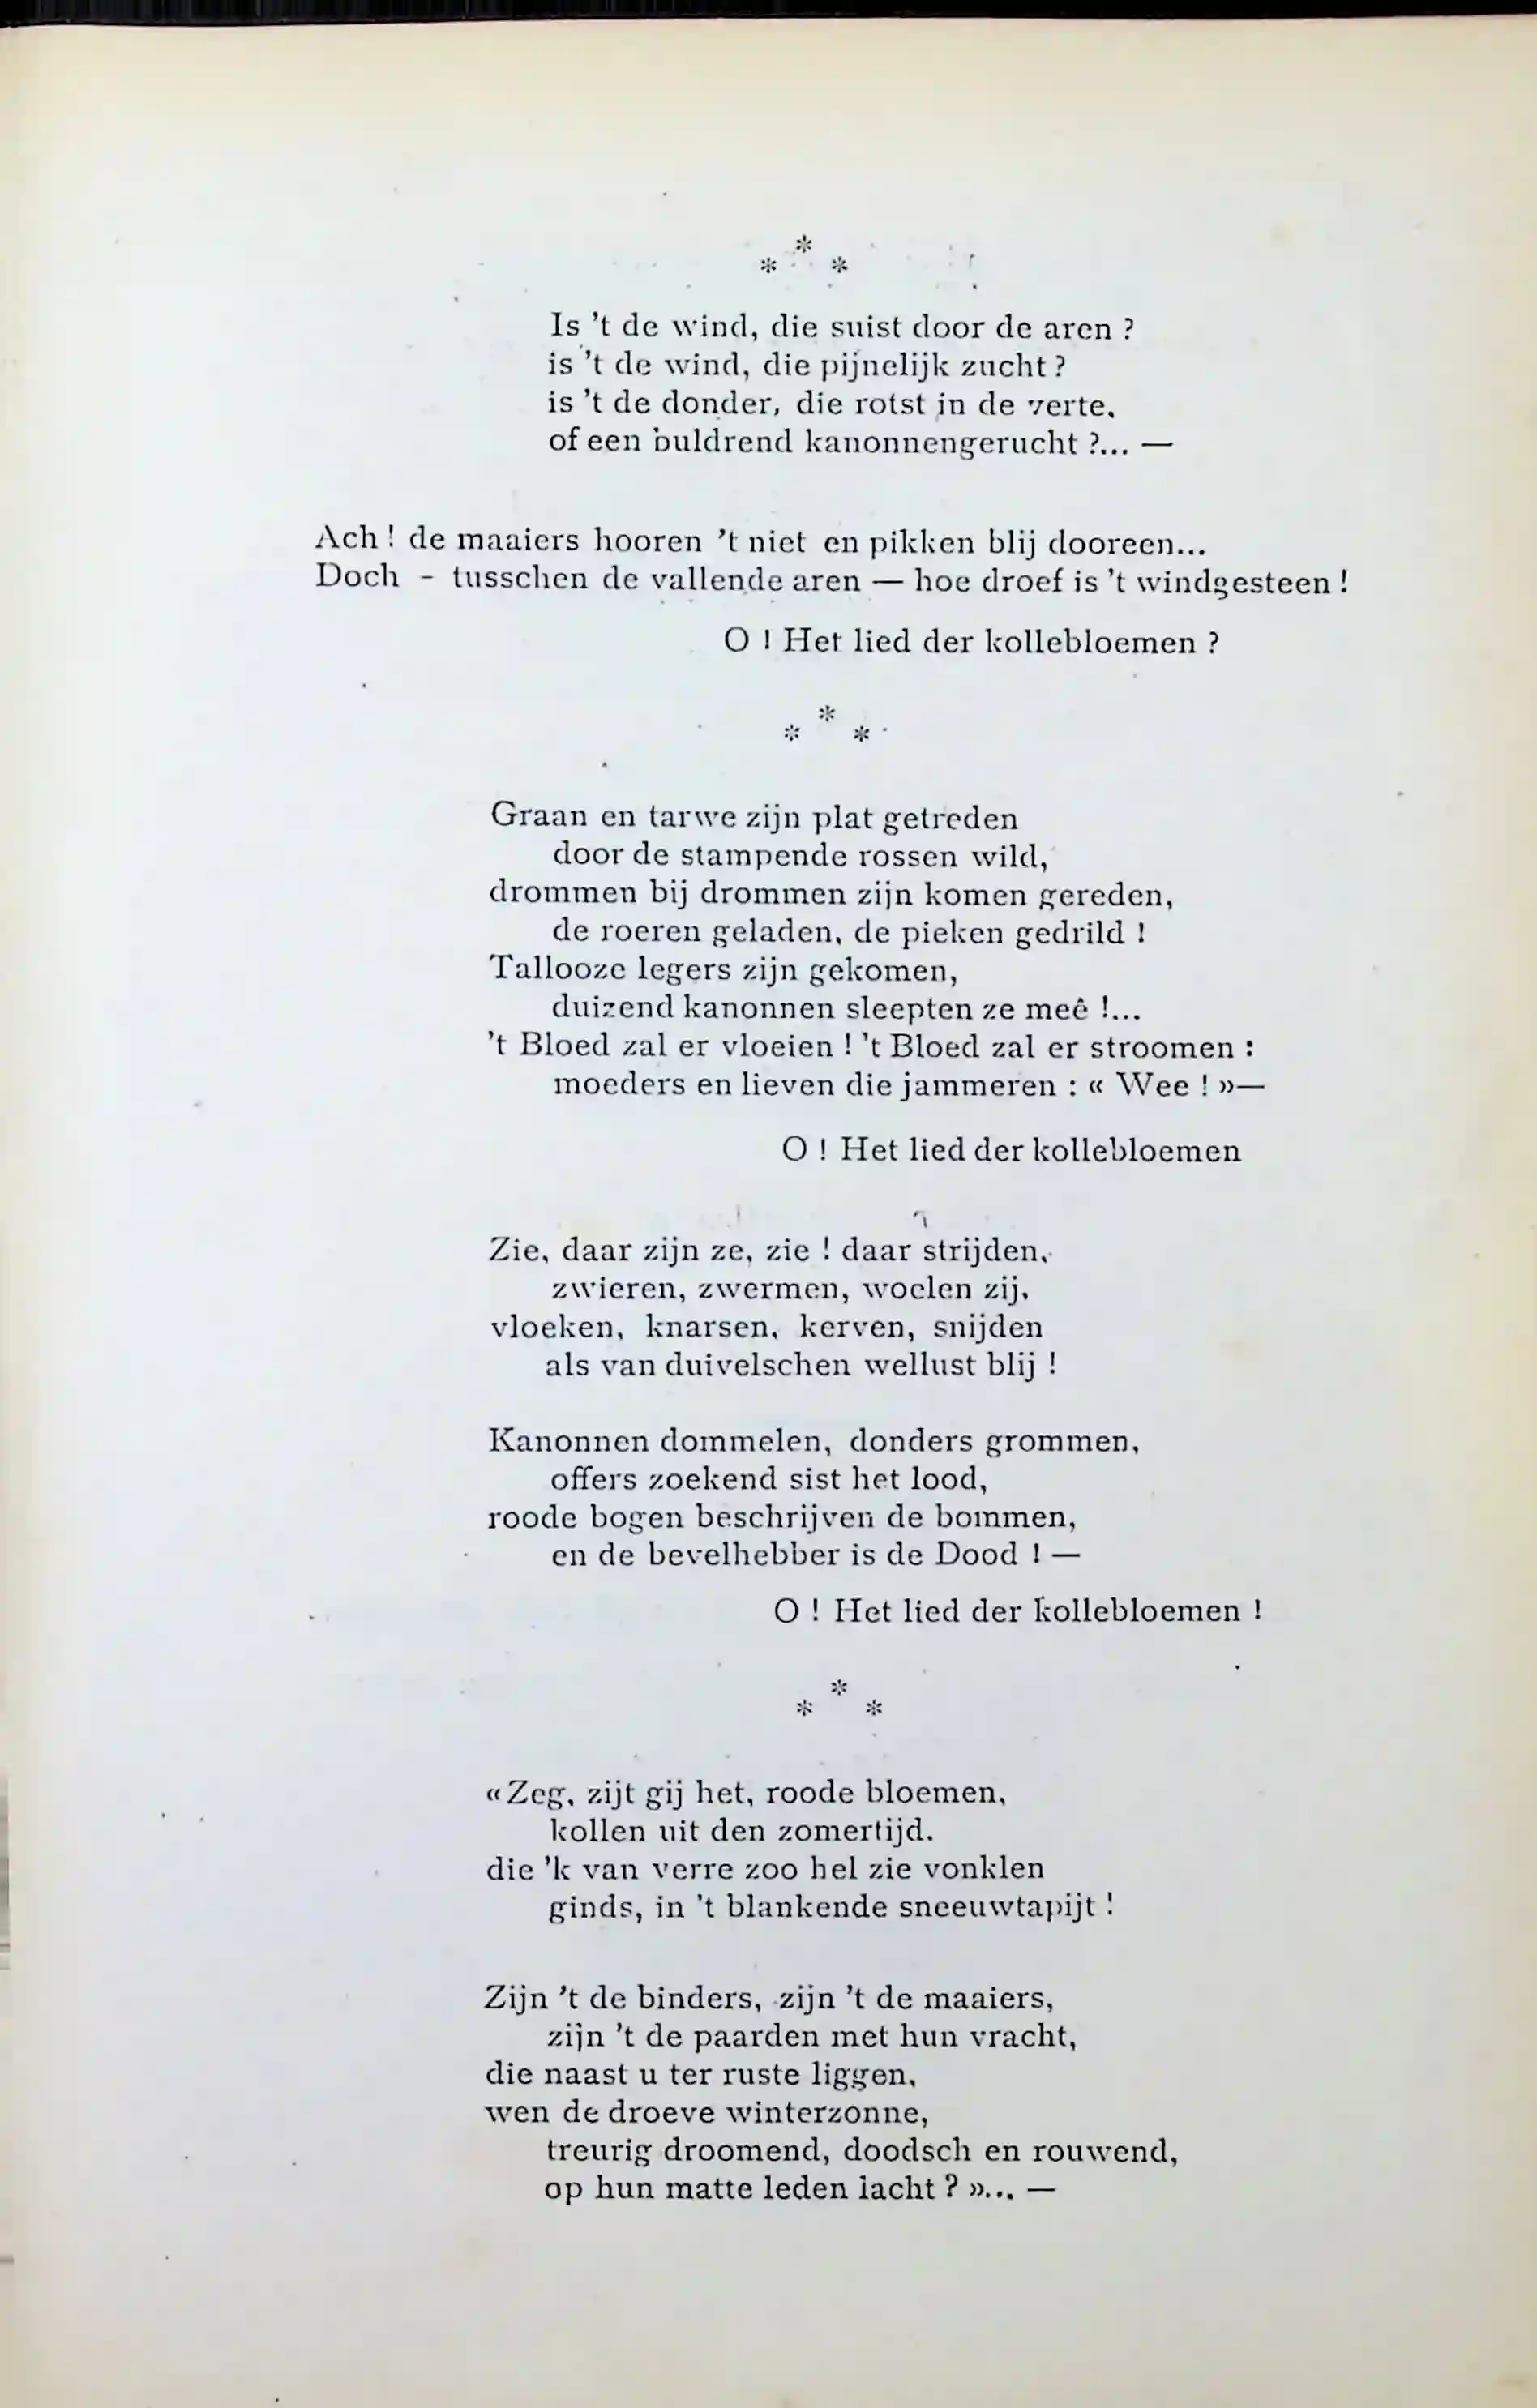 *
* *
Is 't de wind, die suist door de aren ?
is 't de wind, die pijnelijk zucht ?
is 't de donder, die rotst in de verte,
of een buldrend kanonnengerucht ?... —
Ach ! de maaiers hooren 't niet en pikken blij dooreen...
Doch - tusschen de vallende aren — hoe droef is 't windgesteen !
O ! Het lied der kollebloemen ?
*
* *
Graan en tarwe zijn plat getreden
door de stampende rossen wild,
drommen bij drommen zijn komen gereden,
de roeren geladen, de pieken gedrild !
Tallooze legers zijn gekomen,
duizend kanonnen sleepten ze meê !...
't Bloed zal er vloeien ! 't Bloed zal er stroomen :
moeders en lieven die jammeren : « Wee ! »—
O ! Het lied der kollebloemen
Zie, daar zijn ze, zie ! daar strijden,
zwieren, zwermen, woelen zij,
vloeken, knarsen, kerven, snijden
als van duivelschen wellust blij !
Kanonnen dommelen, donders grommen,
offers zoekend sist het lood,
roode bogen beschrijven de bommen,
en de bevelhebber is de Dood ! —
O ! Het lied der kollebloemen !
*
* *
«Zeg, zijt gij het, roode bloemen,
kollen uit den zomertijd.
die 'k van verre zoo hel zie vonklen
ginds, in 't blankende sneeuwtapijt !
Zijn 't de binders, zijn 't de maaiers,
zijn 't de paarden met hun vracht,
die naast u ter ruste liggen,
wen de droeve winterzonne,
treurig droomend, doodsch en rouwend,
op hun matte leden lacht ? »... —